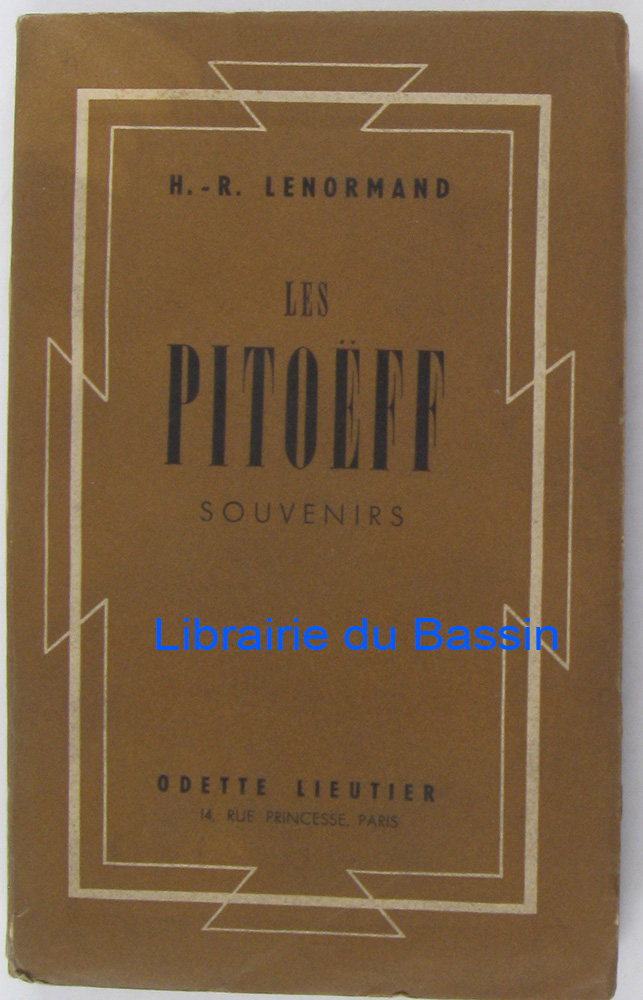 H.-R. LENORMAND
LES
PITOËFF
SOUVENIRS
Librairie du Bassin
ODETTE LIEUTIER
14, RUE PRINCESSE, PARIS